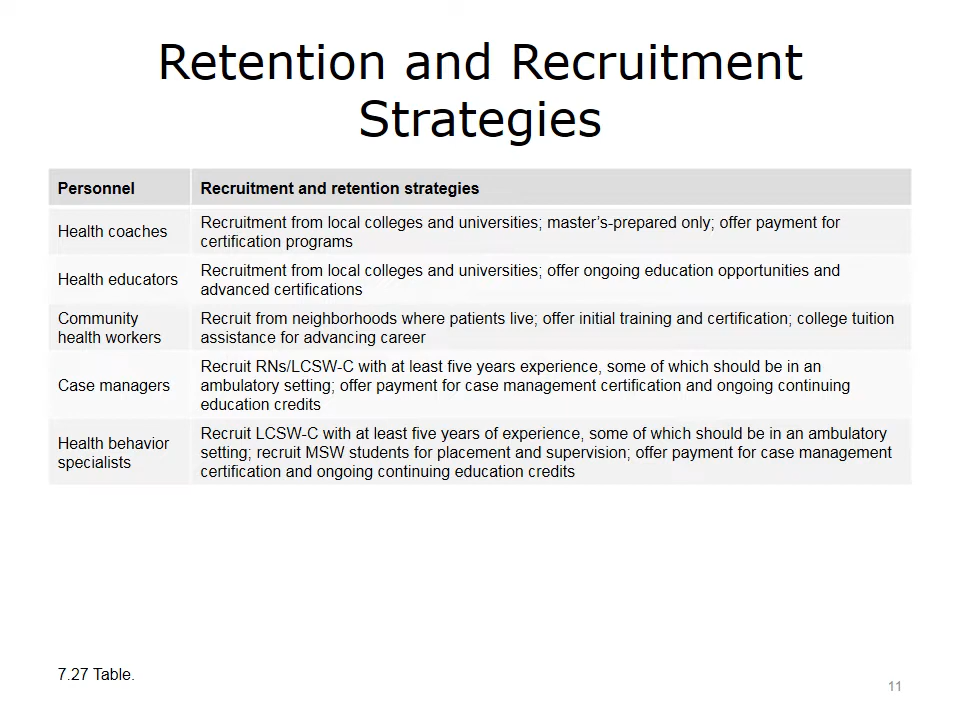 Retention and Recruitment
Strategies
Personnel
Recruitment and retention strategies
Health coaches
Recruitment from local colleges and universities; master's-prepared only; offer payment for
certification programs
Health educators
Recruitment from local colleges and universities; offer ongoing education opportunities and
advanced certifications
Community
health workers
Recruit from neighborhoods where patients live; offer initial training and certification; college tuition
assistance for advancing career
Case managers
Recruit RNs/LCSW-C with at least five years experience, some of which should be in an
ambulatory setting; offer payment for case management certification and ongoing continuing
education credits
Health behavior
specialists
Recruit LCSW-C with at least five years of experience, some of which should be in an ambulatory
setting; recruit MSW students for placement and supervision; offer payment for case management
certification and ongoing continuing education credits
7.27 Table.
11